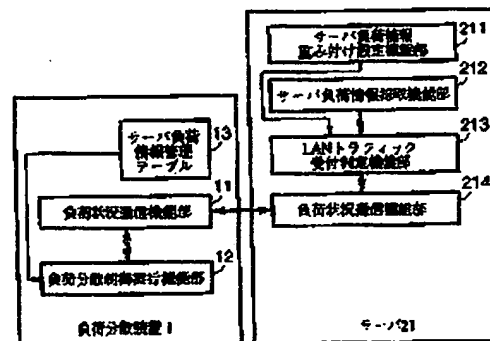 サーバ負荷情報
重み付け設定機能部
211
サーバ負荷情報採取機能部
212
LANトラフィック
受付判定機能部
213
負荷状況通信機能部
214
サーバ21
サーバ負荷
情報管理
テーブル
13
負荷状況通信機能部
11
負荷分散制御実行機能部
12
負荷分散装置1